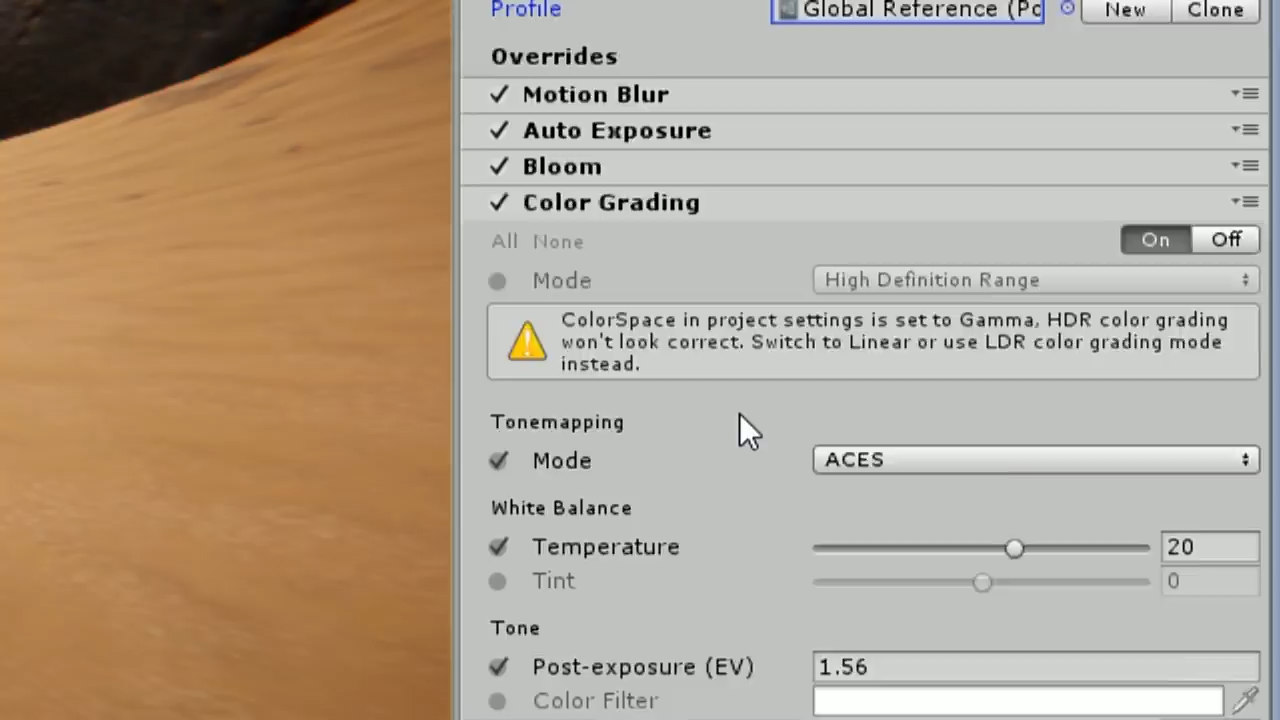 Profile Global Reference (Po New Clone
Overrides
Motion Blur
Auto Exposure
Bloom
Color Grading
All None On Off
Mode High Definition Range
ColorSpace in project settings is set to Gamma, HDR color grading
won't look correct. Switch to Linear or use LDR color grading mode
instead.
Tonemapping
Mode ACES
White Balance
Temperature 20
Tint 0
Tone
Post-exposure (EV) 1.56
Color Filter